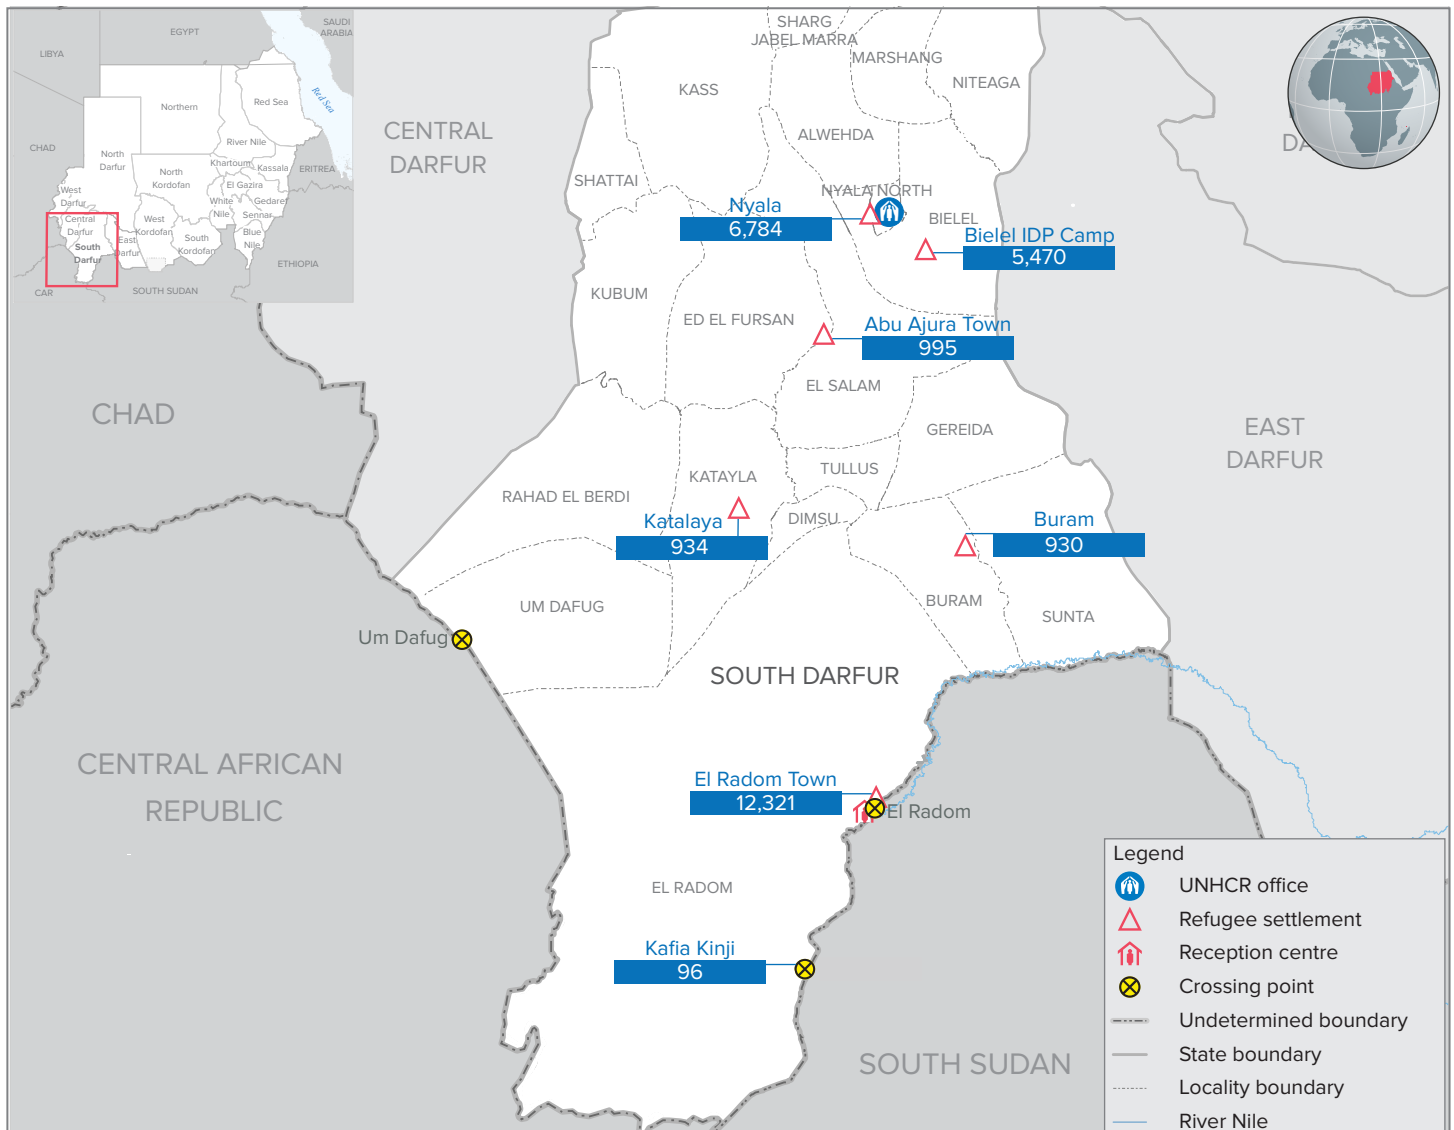 SAUDI
ARABIA
EGYPT
LIBYA
Red Sea
Northern
Red Sea
River Nile
CHAD
North
Darfur
Khartoum
Kassala
ERITREA
North
Kordofan
El Gazira
West
Darfur
White
Nile
Gedaref
Central
Darfur
West
Kordofan
Sennar
South
Darfur
East
Darfur
South
Kordofan
Blue
Nile
ETHIOPIA
CAR
SOUTH SUDAN
SHARG
JABEL MARRA
MARSHANG
KASS
NITEAGA
CENTRAL
DARFUR
ALWEHDA
DA
SHATTAI
NYALA NORTH
Nyala
6,784
BIELEL
Bielel IDP Camp
5,470
KUBUM
ED EL FURSAN
Abu Ajura Town
995
EL SALAM
CHAD
GEREIDA
EAST
DARFUR
TULLUS
KATAYLA
RAHAD EL BERDI
DIMSU
Katalaya
934
Buram
930
UM DAFUG
BURAM
SUNTA
Um Dafug
SOUTH DARFUR
CENTRAL AFRICAN
REPUBLIC
El Radom Town
12,321
El Radom
EL RADOM
Kafia Kinji
96
SOUTH SUDAN
Legend
UNHCR office
Refugee settlement
Reception centre
Crossing point
Undetermined boundary
State boundary
Locality boundary
River Nile